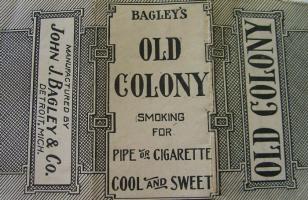 MANUFACTURED BY
JOHN J. BAGLEY & CO.
DETROIT, MICH.
BAGLEY'S
OLD
COLONY
SMOKING
FOR
PIPE OR CIGARETTE
COOL AND SWEET
OLD COLONY